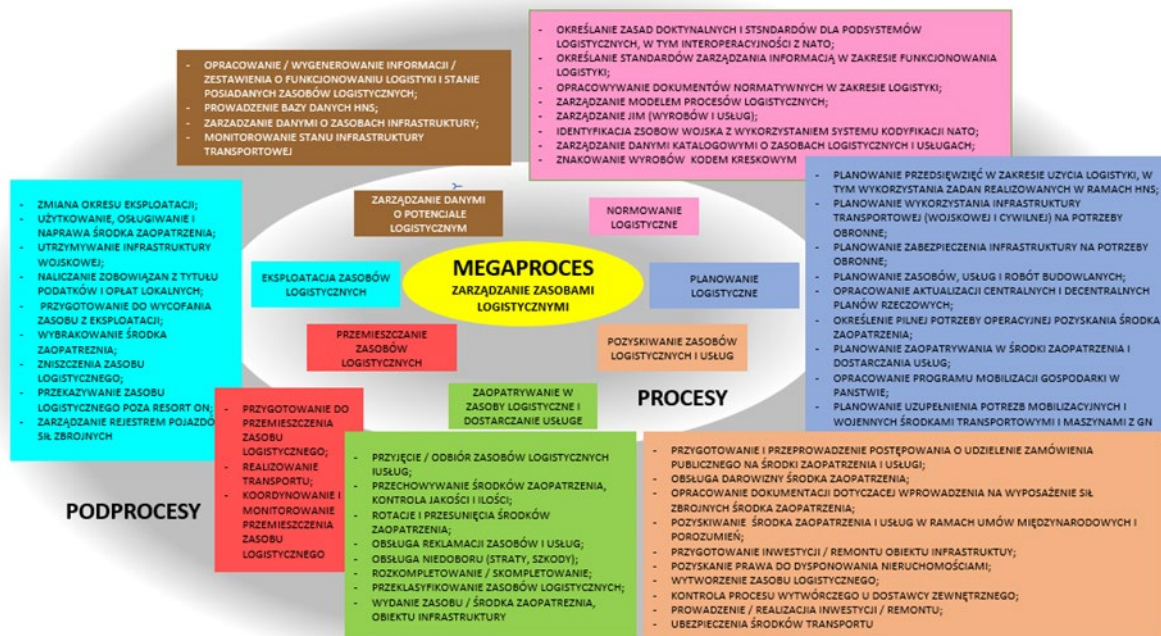 - OPRACOWANIE / WYGENEROWANIE INFORMACJI /
ZESTAWIENIA O FUNKCJONOWANIU LOGISTYKI I STANIE
POSIADANYCH ZASOBÓW LOGISTYCZNYCH;
- PROWADZENIE BAZY DANYCH HNS;
- ZARZADZANIE DANYMI O ZASOBACH INFRASTRUKTURY;
- MONITOROWANIE STANU INFRASTRUKTURY
TRANSPORTOWEJ
- OKREŚLANIE ZASAD DOKTYNALNYCH I STSNDARDÓW DLA PODSYSTEMÓW
LOGISTYCZNYCH, W TYM INTEROPERACYJNOŚCI Z NATO;
- OKREŚLANIE STANDARDÓW ZARZĄDZANIA INFORMACJĄ W ZAKRESIE FUNKCJONOWANIA
LOGISTYKI;
- OPRACOWYWANIE DOKUMENTÓW NORMATYWNYCH W ZAKRESIE LOGISTYKI;
- ZARZĄDZANIE MODELEM PROCESÓW LOGISTYCZNYCH;
- ZARZĄDZANIE JIM (WYROBÓW I USŁUG);
- IDENTYFIKACJA ZSOBOW WOJSKA Z WYKORZYSTANIEM SYSTEMU KODYFIKACJI NATO;
- ZARZĄDZANIE DANYMI KATALOGOWYMI O ZASOBACH LOGISTYCZNYCH I USŁUGACH;
- ZNAKOWANIE WYROBÓW KODEM KRESKOWYM
- ZMIANA OKRESU EKSPLOATACJI;
- UŻYTKOWANIE, OSŁUGIWANIE I
NAPRAWA ŚRODKA ZAOPATRZENIA;
- UTRZYMYWANIE INFRASTRUKTURY
WOJSKOWEJ;
- NALICZANIE ZOBOWIĄZAN Z TYTUŁU
PODATKÓW I OPŁAT LOKALNYCH;
- PRZYGOTOWANIE DO WYCOFANIA
ZASOBU Z EKSPLOATACJI;
- WYBRAKOWANIE ŚRODKA
ZAOPATREZNIA;
- ZNISZCZENIA ZASOBU
LOGISTYCZNEGO;
- PRZEKAZYWANIE ZASOBU
LOGISTYCZNEGO POZA RESORT ON;
- ZARZĄDZANIE REJESTREM POJAZDÓ
SIŁ ZBROJNYCH
ZARZĄDZANIE DANYMI
O POTENCJALE
LOGISTYCZNYM
NORMOWANIE
LOGISTYCZNE
EKSPLOATACJA ZASOBÓW
LOGISTYCZNYCH
MEGAPROCES
ZARZĄDZANIE ZASOBAMI
LOGISTYCZNYMI
PLANOWANIE
LOGISTYCZNE
PRZEMIESZCZANIE
ZASOBÓW
LOGISTYCZNYCH
POZYSKIWANIE ZASOBÓW
LOGISTYCZNYCH I USŁUG
ZAOPATRYWANIE W
ZASOBY LOGISTYCZNE I
DOSTARCZANIE USŁUGE
PROCESY
- PLANOWANIE PRZEDSIĘWZIĘĆ W ZAKRESIE UŻYCIA LOGISTYKI, W
TYM WYKORZYSTANIA ZADAN REALIZOWANYCH W RAMACH HNS;
- PLANOWANIE WYKORZYSTANIA INFRASTRUKTURY
TRANSPORTOWEJ (WOJSKOWEJ I CYWILNEJ) NA POTRZEBY
OBRONNE;
- PLANOWANIE ZABEZPIECZENIA INFRASTRUKTURY NA POTRZEBY
OBRONNE;
- PLANOWANIE ZASOBÓW, USŁUG I ROBÓT BUDOWLANYCH;
- OPRACOWANIE AKTUALIZACJI CENTRALNYCH I DECENTRALNYCH
PLANÓW RZECZOWYCH;
- OKREŚLENIE PILNEJ POTRZEBY OPERACYJNEJ POZYSKANIA ŚRODKA
ZAOPATRZENIA;
- PLANOWANIE ZAOPATRYWANIA W ŚRODKI ZAOPATRZENIA I
DOSTARCZANIA USŁUG;
- OPRACOWANIE PROGRAMU MOBILIZACJI GOSPODARKI W
PANSTWIE;
- PLANOWANIE UZUPEŁNIENIA POTREZB MOBILIZACYJNYCH I
WOJENNYCH ŚRODKAMI TRANSPORTOWYMI I MASZYNAMI Z GN
PODPROCESY
- PRZYGOTOWANIE DO
PRZEMIESZCZENIA
ZASOBU
LOGISTYCZNEGO;
- REALIZOWANIE
TRANSPORTU;
- KOORDYNOWANIE I
MONITOROWANIE
PRZEMIESZCZENIA
ZASOBU
LOGISTYCZNEGO
- PRZYJĘCIE / ODBIÓR ZASOBÓW LOGISTYCZNYCH
IUSŁUG;
- PRZECHOWYWANIE ŚRODKÓW ZAOPATRZENIA,
KONTROLA JAKOŚCI I ILOŚCI;
- ROTACJE I PRZESUNIĘCIA ŚRODKÓW
ZAOPATRZENIA;
- OBSŁUGA REKLAMACJI ZASOBÓW I USŁUG;
- OBSŁUGA NIEDOBORU (STRATY, SZKODY);
- ROZKOMPLETOWANIE / SKOMPLETOWANIE;
- PRZEKLASYFIKOWANIE ZASOBÓW LOGISTYCZNYCH;
- WYDANIE ZASOBU / ŚRODKA ZAOPATREZNIA,
OBIEKTU INFRASTRUKTURY
- PRZYGOTOWANIE I PRZEPROWADZENIE POSTĘPOWANIA O UDZIELENIE ZAMÓWIENIA
PUBLICZNEGO NA ŚRODKI ZAOPATRZENIA I USŁUGI;
- OBSŁUGA DAROWIZNY ŚRODKA ZAOPATRZENIA;
- OPRACOWANIE DOKUMENTACJI DOTYCZACEJ WPROWADZENIA NA WYPOSAŻENIE SIŁ
ZBROJNYCH ŚRODKA ZAOPATRZENIA;
- POZYSKIWANIE ŚRODKA ZAOPATRZENIA I USŁUG W RAMACH UMÓW MIĘDZYNARODOWYCH I
POROZUMIEŃ;
- PRZYGOTOWANIE INWESTYCJI / REMONTU OBIEKTU INFRASTRUKTUY;
- POZYSKANIE PRAWA DO DYSPONOWANIA NIERUCHOMOŚCIAMI;
- WYTWORZENIE ZASOBU LOGISTYCZNEGO;
- KONTROLA PROCESU WYTWÓRCZEGO U DOSTAWCY ZEWNĘTRZNEGO;
- PROWADZENIE / REALIZACJIA INWESTYCJI / REMONTU;
- UBEZPIECZENIA ŚRODKÓW TRANSPORTU